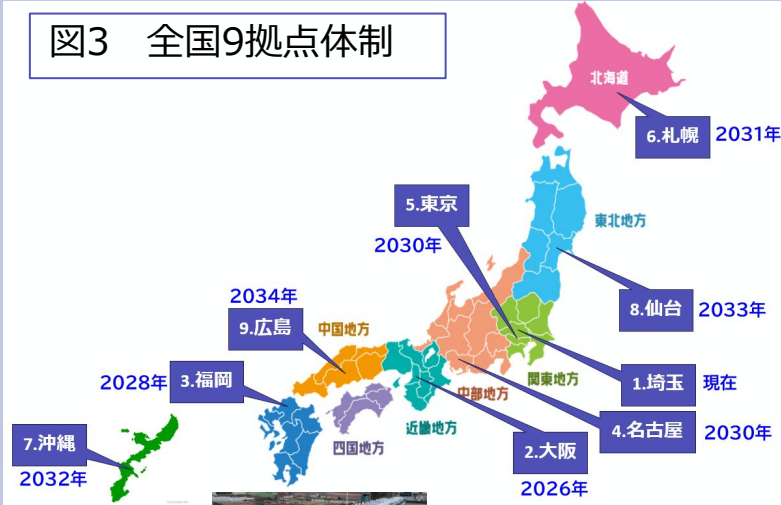 図3　全国9拠点体制
北海道
6.札幌 2031年
5.東京
2030年
東北地方
2034年
9.広島
中国地方
8.仙台 2033年
2028年 3.福岡
関東地方
1.埼玉 現在
中部地方
近畿地方
四国地方
4.名古屋 2030年
7.沖縄
2032年
2.大阪
2026年